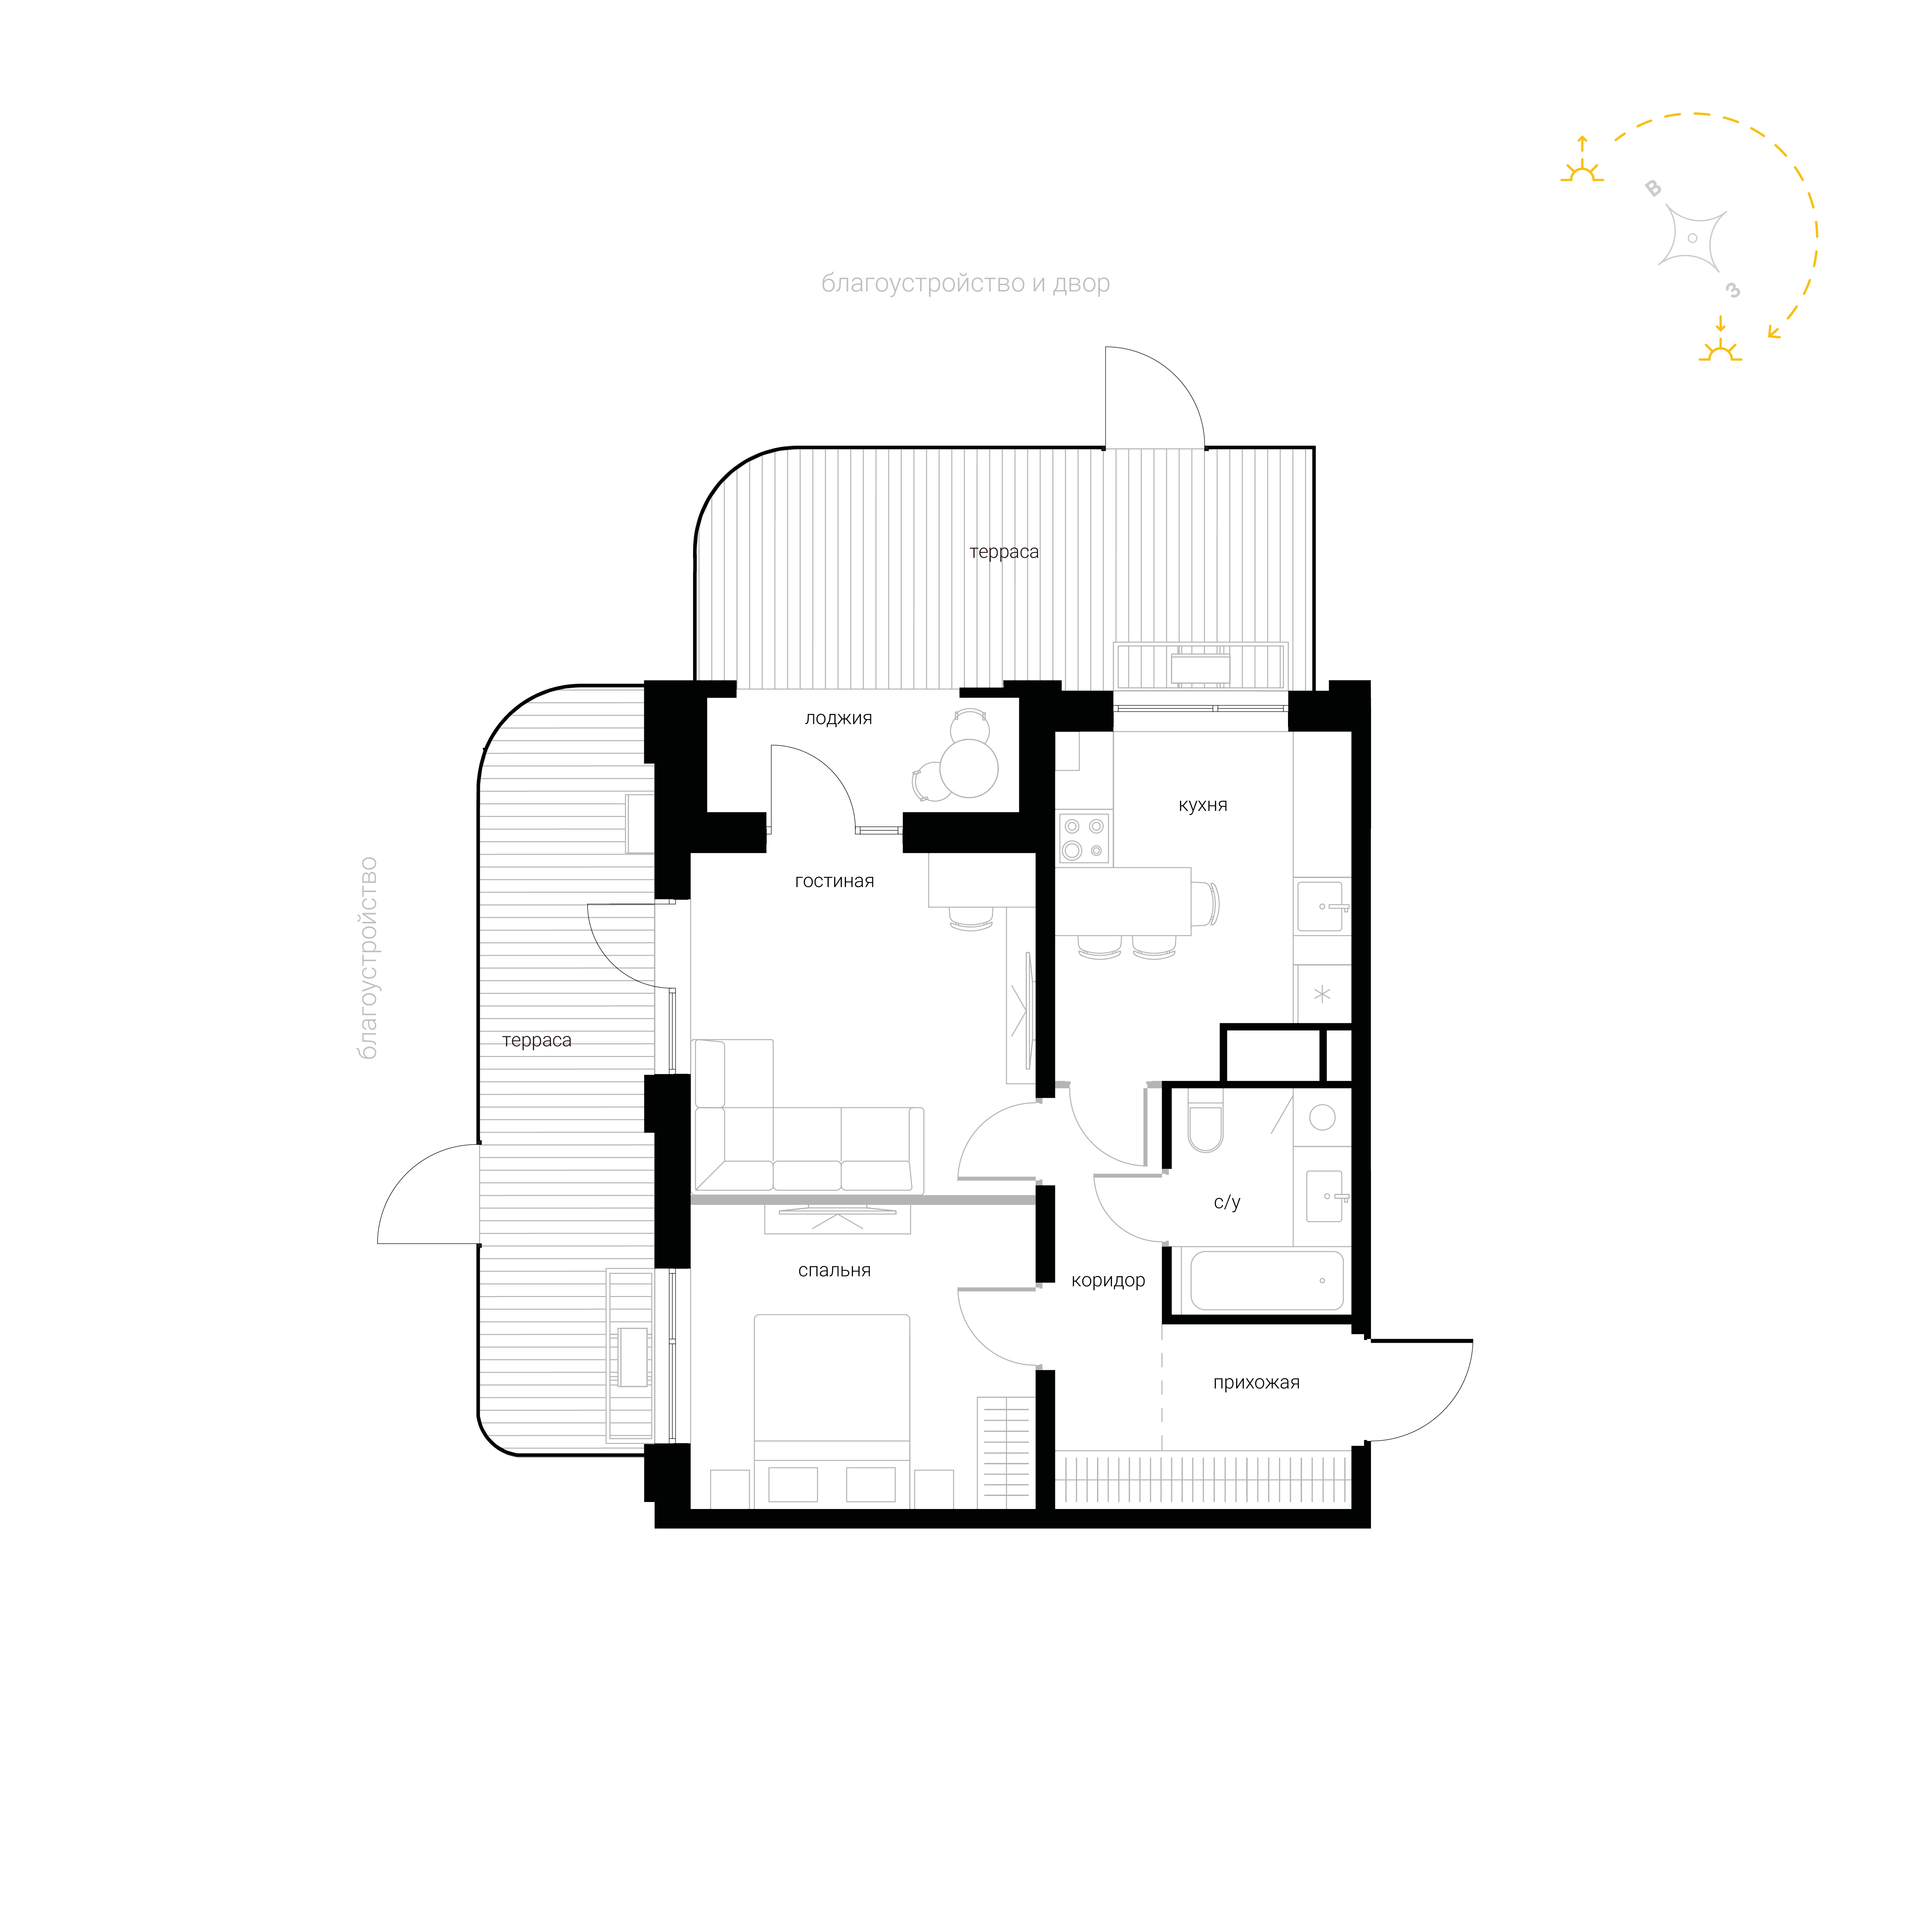 В
З
благоустройство и двор
терраса
лоджия
кухня
гостиная
благоустройство
терраса
с/у
спальня
коридор
прихожая